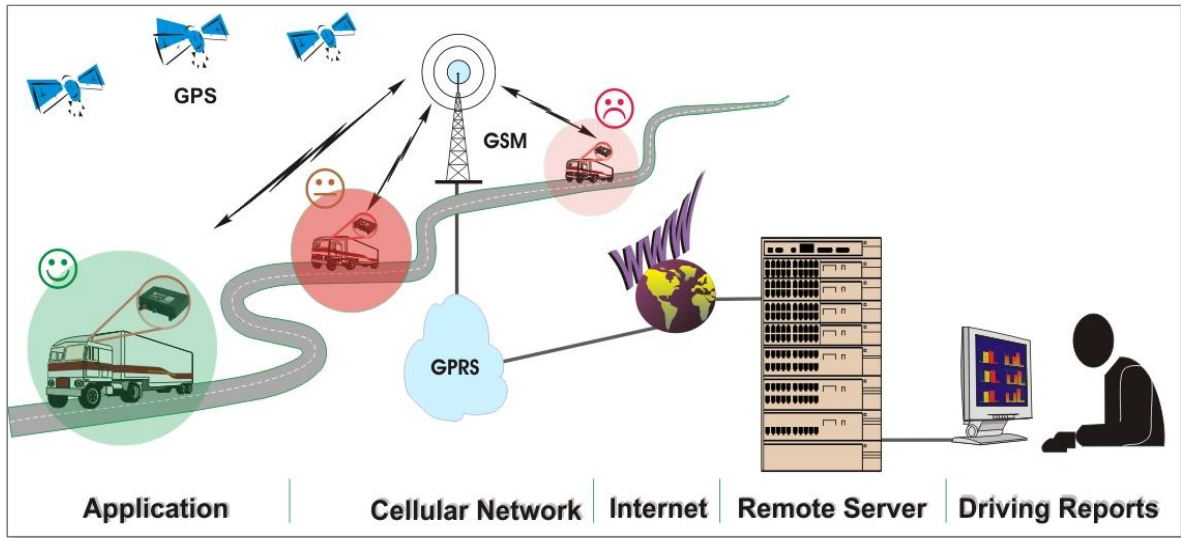 GPS
GSM
WWW
GPRS
Application
Cellular Network
Internet
Remote Server
Driving Reports